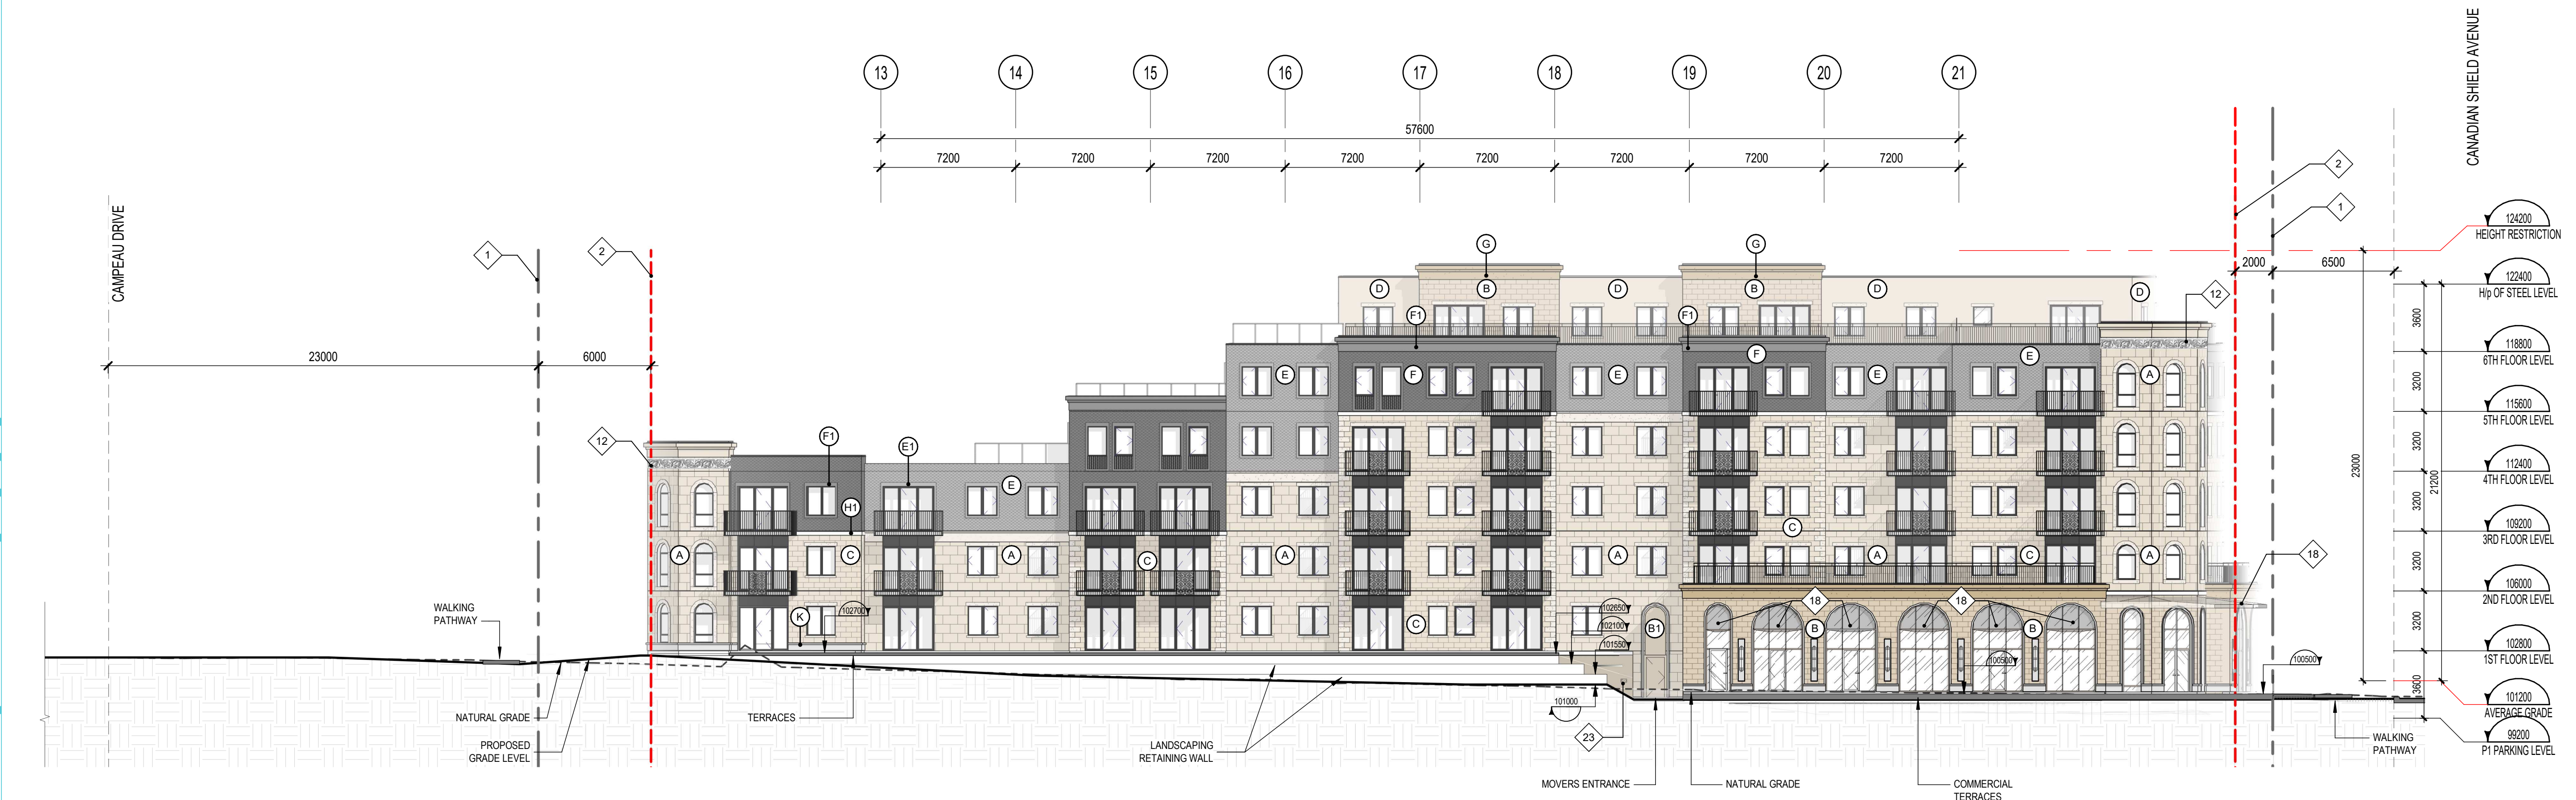 CANADIAN SHIELD AVENUE
13
14
15
16
17
18
19
20
21
57600
7200
7200
7200
7200
7200
7200
7200
7200
2
1
CAMPEAU DRIVE
1
2
G
G
124200
HEIGHT RESTRICTION
2000
6500
122400
H/p OF STEEL LEVEL
D
B
D
B
D
D
12
F1
F1
3600
118800
6TH FLOOR LEVEL
23000
6000
F
E
E
F
E
E
A
3200
115600
5TH FLOOR LEVEL
12
F1
E1
3200
112400
4TH FLOOR LEVEL
23000
21200
E
H1
3200
109200
3RD FLOOR LEVEL
C
A
C
A
C
A
C
A
C
A
A
18
3200
106000
2ND FLOOR LEVEL
WALKING
PATHWAY
K
102700
C
102650
102100
101550
B1
18
18
B
B
18
3200
102800
1ST FLOOR LEVEL
100500
100500
3600
101200
AVERAGE GRADE
101000
NATURAL GRADE
TERRACES
PROPOSED
GRADE LEVEL
LANDSCAPING
RETAINING WALL
23
WALKING
PATHWAY
99200
P1 PARKING LEVEL
MOVERS ENTRANCE
NATURAL GRADE
COMMERCIAL
TERRACES